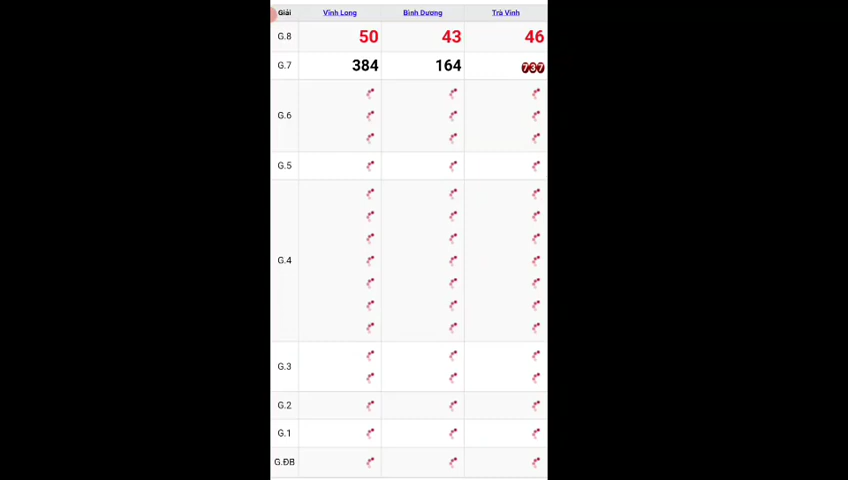 Giải Vĩnh Long Bình Dương Trà Vinh
G.8 50 43 46
G.7 384 164 737
G.6
G.5
G.4
G.3
G.2
G.1
G.ĐB